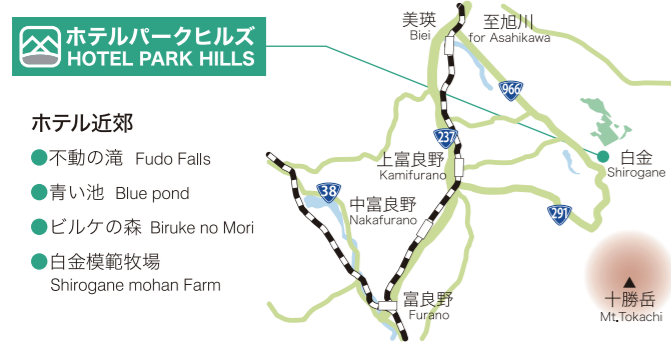 ホテルパークヒルズ
HOTEL PARK HILLS
ホテル近郊
不動の滝 Fudo Falls
青い池 Blue pond
ビルケの森 Biruke no Mori
白金模範牧場
Shirogane mohan Farm
美瑛
Biei
至旭川
for Asahikawa
966
237
白金
Shirogane
上富良野
Kamifurano
38
中富良野
Nakafurano
291
富良野
Furano
十勝岳
Mt.Tokachi